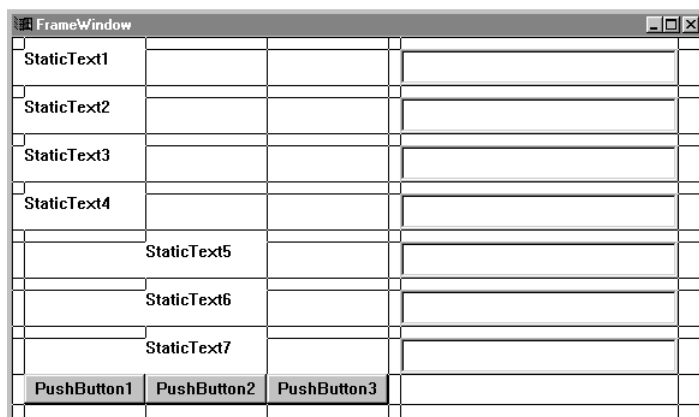 FrameWindow
StaticText1
StaticText2
StaticText3
StaticText4
StaticText5
StaticText6
StaticText7
PushButton1 PushButton2 PushButton3